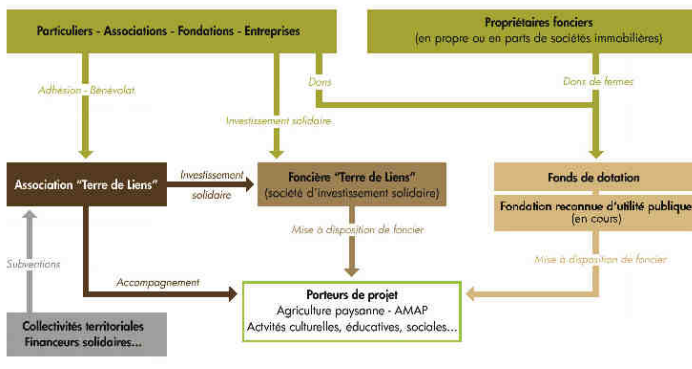 Particuliers - Associations - Fondations - Entreprises
Propriétaires fonciers
(en propre ou en parts de sociétés immobilières)
Adhésion - Bénévolat
Dons
Investissement solidaire
Dons de fermes
Association "Terre de Liens"
Investissement
solidaire
Foncière "Terre de Liens"
(société d'investissement solidaire)
Fonds de dotation
Fondation reconnue d'utilité publique
(en cours)
Subventions
Mise à disposition de foncier
Mise à disposition de foncier
Accompagnement
Porteurs de projet
Agriculture paysanne - AMAP
Actvités culturelles, éducatives, sociales...
Collectivités territoriales
Financeurs solidaires...